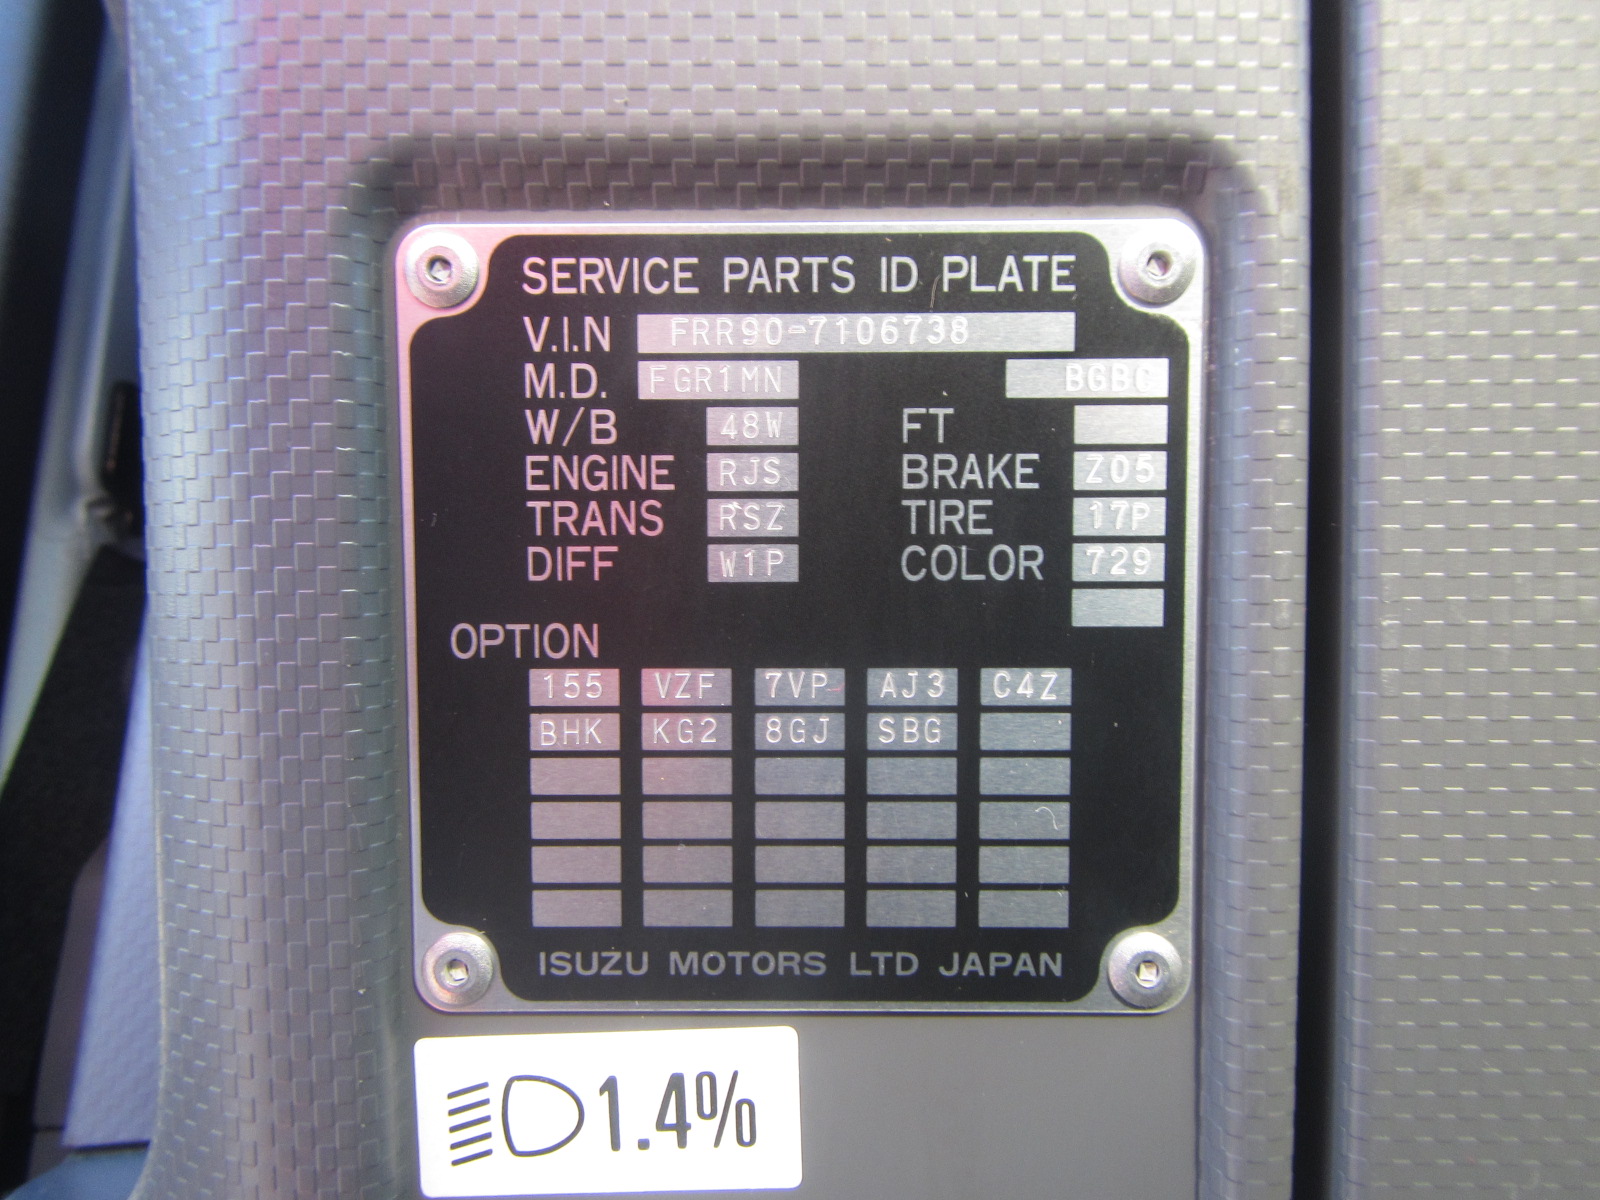 SERVICE PARTS ID PLATE
V.I.N FRR90-7106738
M.D. FGR1MN
W/B 48W FT
ENGINE RJS BRAKE Z05
TRANS RSZ TIRE 17P
DIFF W1P COLOR 729
OPTION
155 VZF 7VP AJ3 C4Z
BHK KG2 8GJ SBG
ISUZU MOTORS LTD JAPAN
1.4%